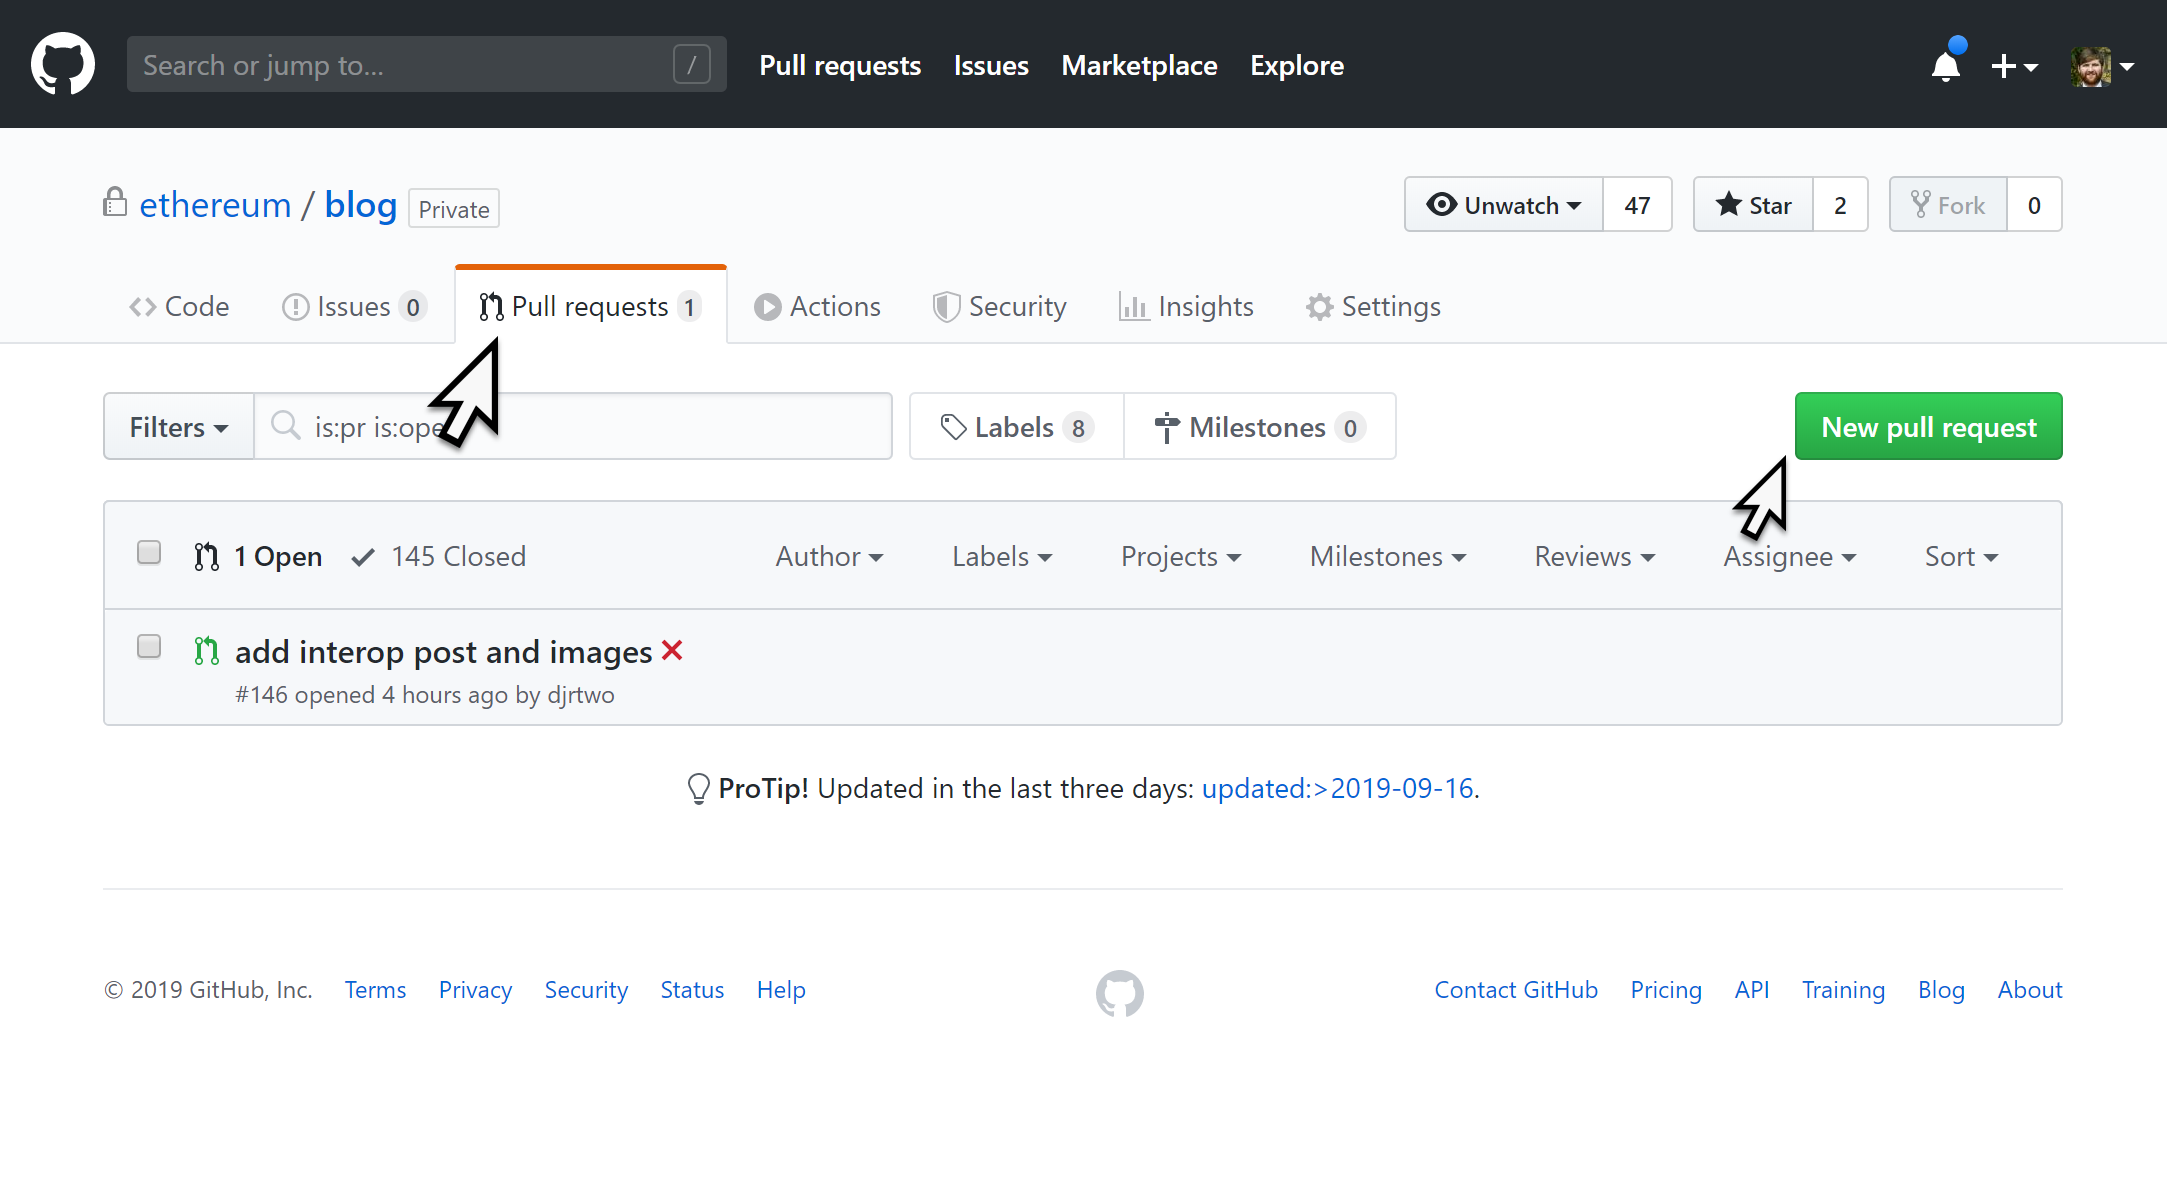 Search or jump to... / Pull requests Issues Marketplace Explore
ethereum / blog Private Unwatch 47 Star 2 Fork 0
Code Issues 0 Pull requests 1 Actions Security Insights Settings
Filters is:pr is:ope Labels 8 Milestones 0 New pull request
1 Open 145 Closed Author Labels Projects Milestones Reviews Assignee Sort
add interop post and images
#146 opened 4 hours ago by djrtwo
ProTip! Updated in the last three days: updated:>2019-09-16.
© 2019 GitHub, Inc. Terms Privacy Security Status Help Contact GitHub Pricing API Training Blog About